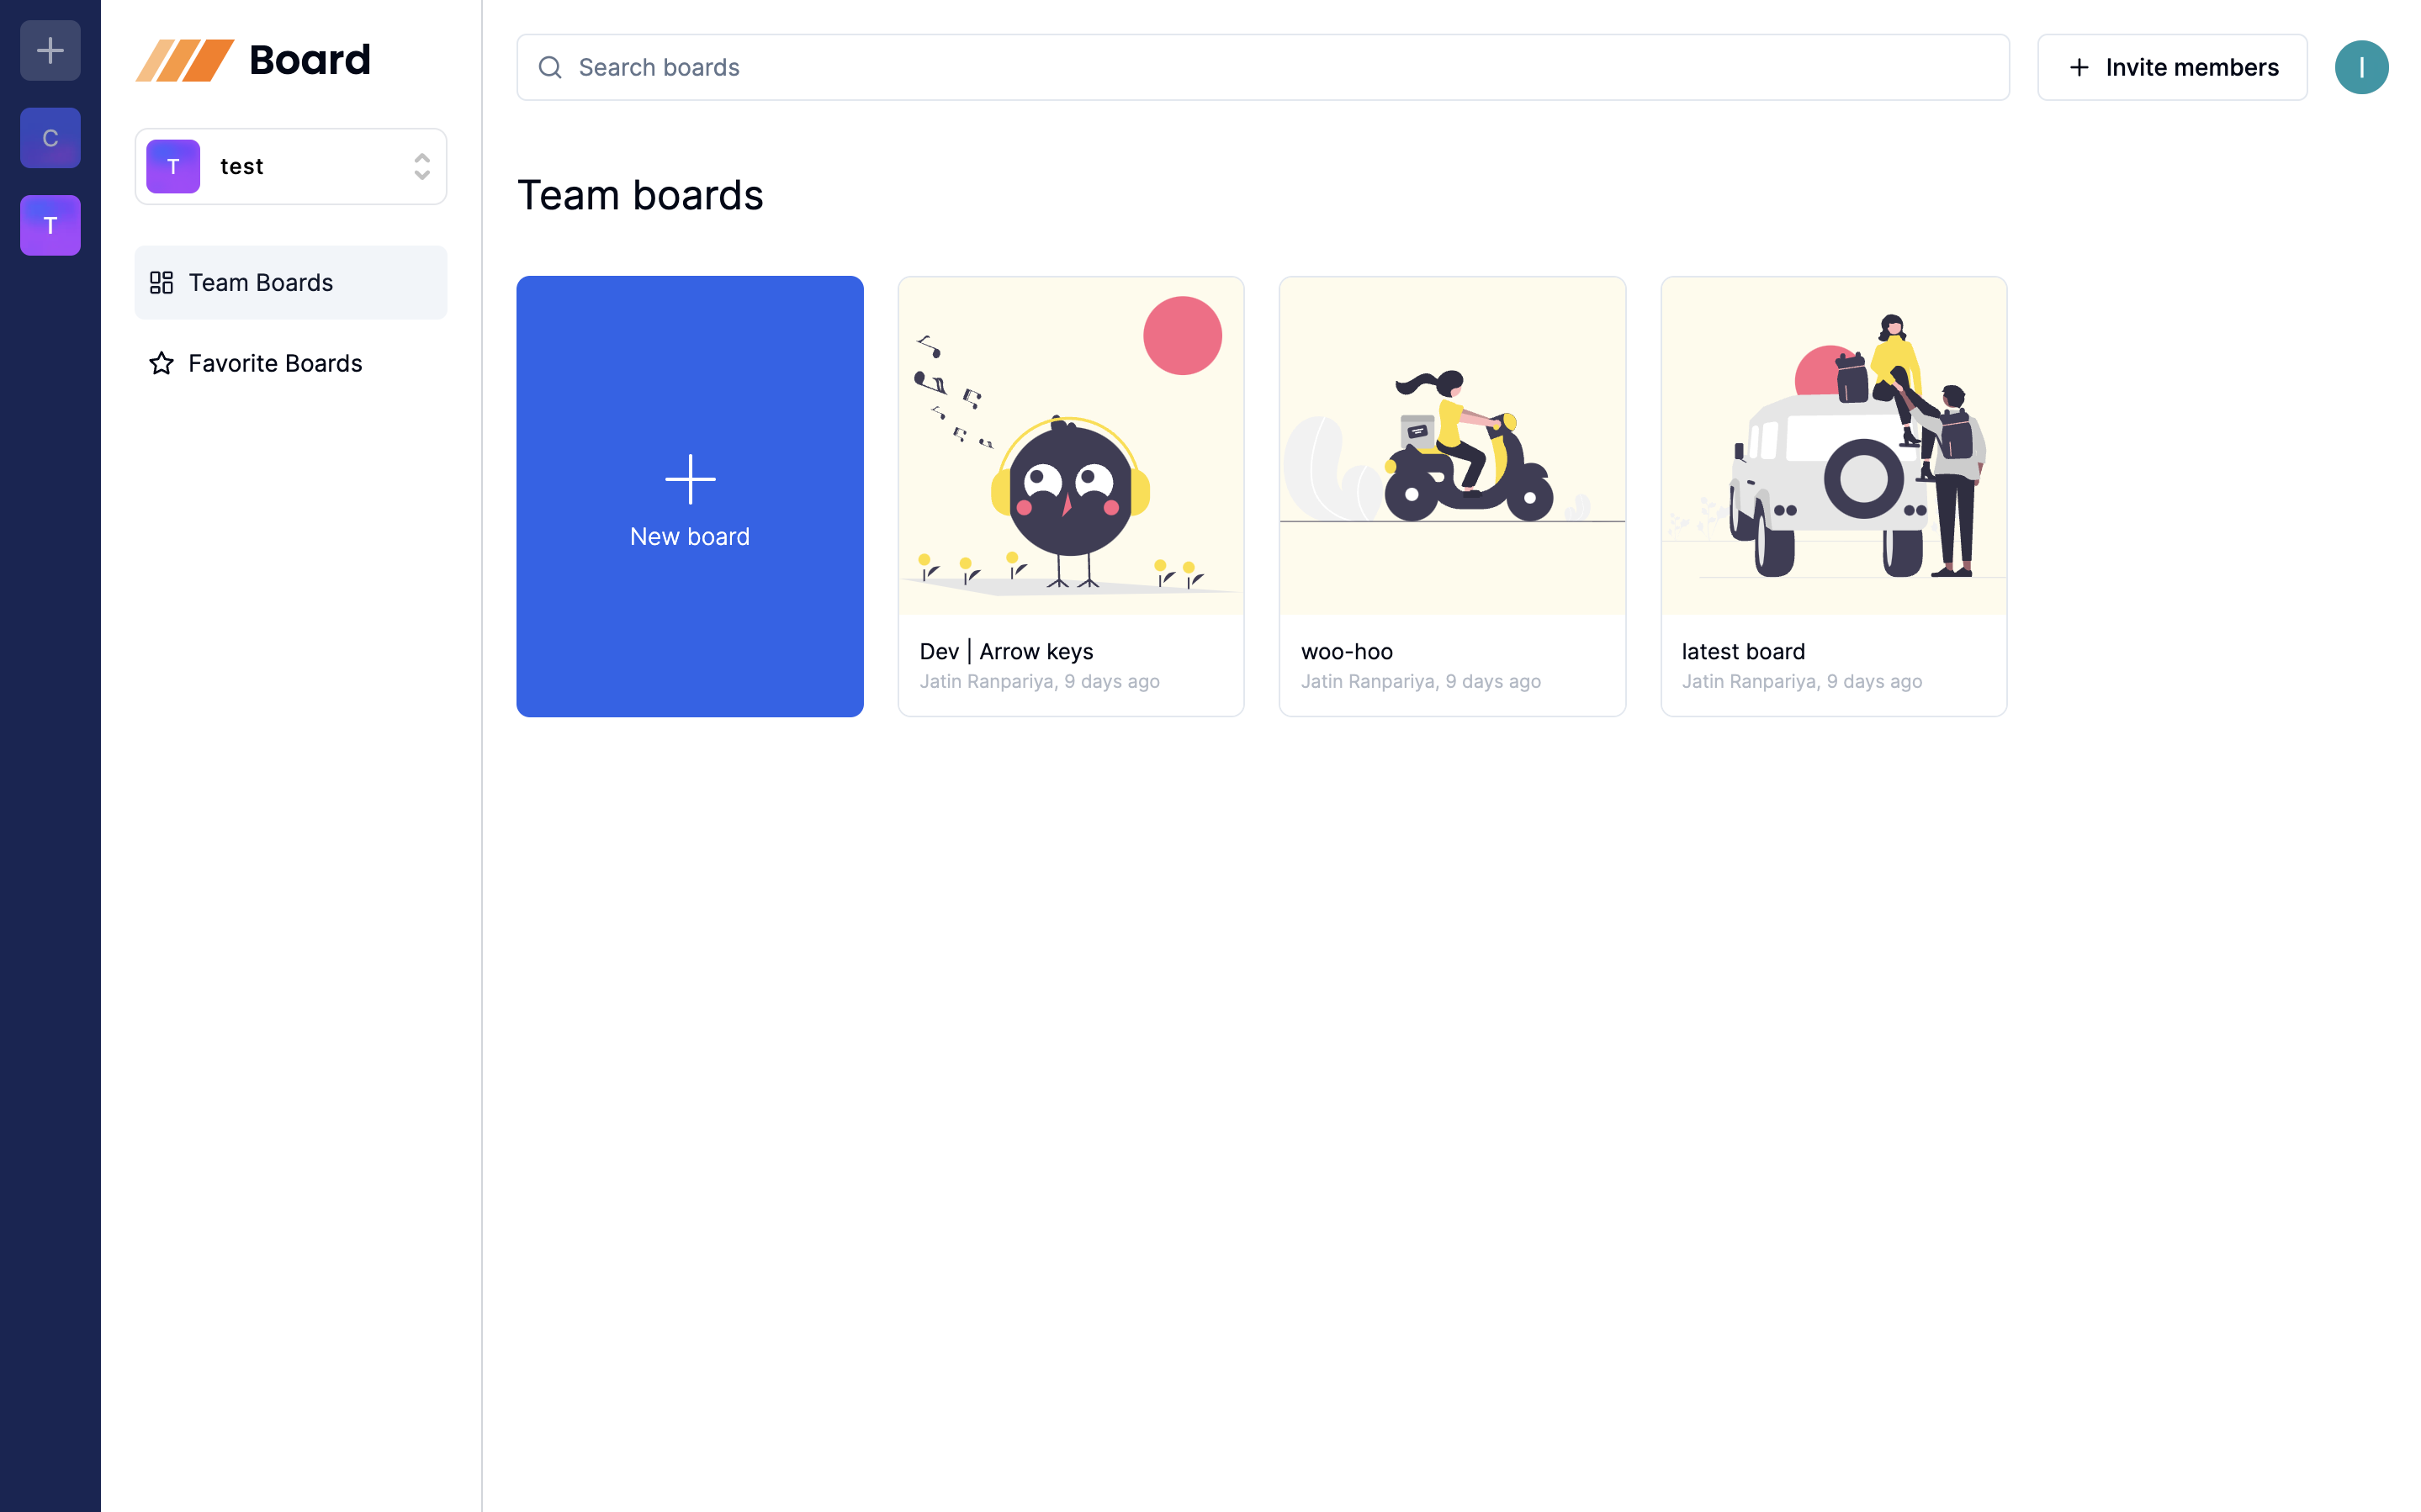 C
T
Board
T test
Team Boards
Favorite Boards
Search boards
Invite members
I
Team boards
New board
Dev | Arrow keys
Jatin Ranpariya, 9 days ago
woo-hoo
Jatin Ranpariya, 9 days ago
latest board
Jatin Ranpariya, 9 days ago